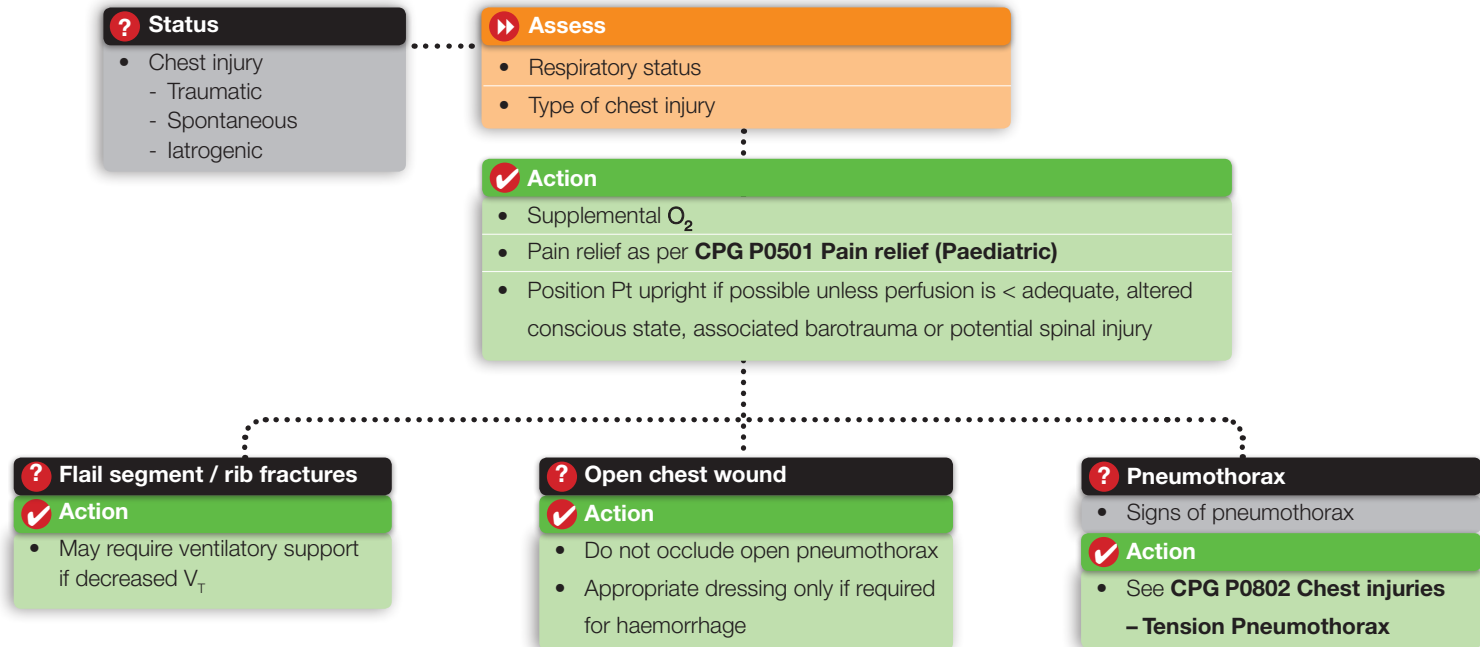 Status
• Chest injury
- Traumatic
- Spontaneous
- Iatrogenic
Assess
• Respiratory status
• Type of chest injury
Action
• Supplemental O₂
• Pain relief as per CPG P0501 Pain relief (Paediatric)
• Position Pt upright if possible unless perfusion is < adequate, altered
conscious state, associated barotrauma or potential spinal injury
? Flail segment / rib fractures
Action
• May require ventilatory support
if decreased V_T
? Open chest wound
Action
• Do not occlude open pneumothorax
• Appropriate dressing only if required
for haemorrhage
? Pneumothorax
• Signs of pneumothorax
Action
• See CPG P0802 Chest injuries
– Tension Pneumothorax